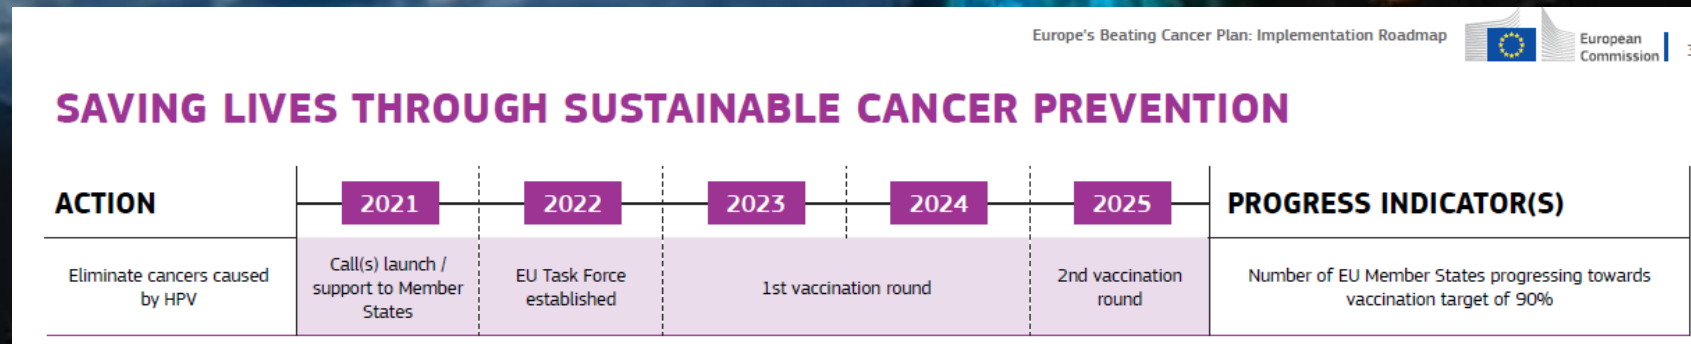 Europe's Beating Cancer Plan: Implementation Roadmap
European
Commission
SAVING LIVES THROUGH SUSTAINABLE CANCER PREVENTION
ACTION
2021
2022
2023
2024
2025
PROGRESS INDICATOR(S)
Eliminate cancers caused
by HPV
Call(s) launch /
support to Member
States
EU Task Force
established
1st vaccination round
2nd vaccination
round
Number of EU Member States progressing towards
vaccination target of 90%